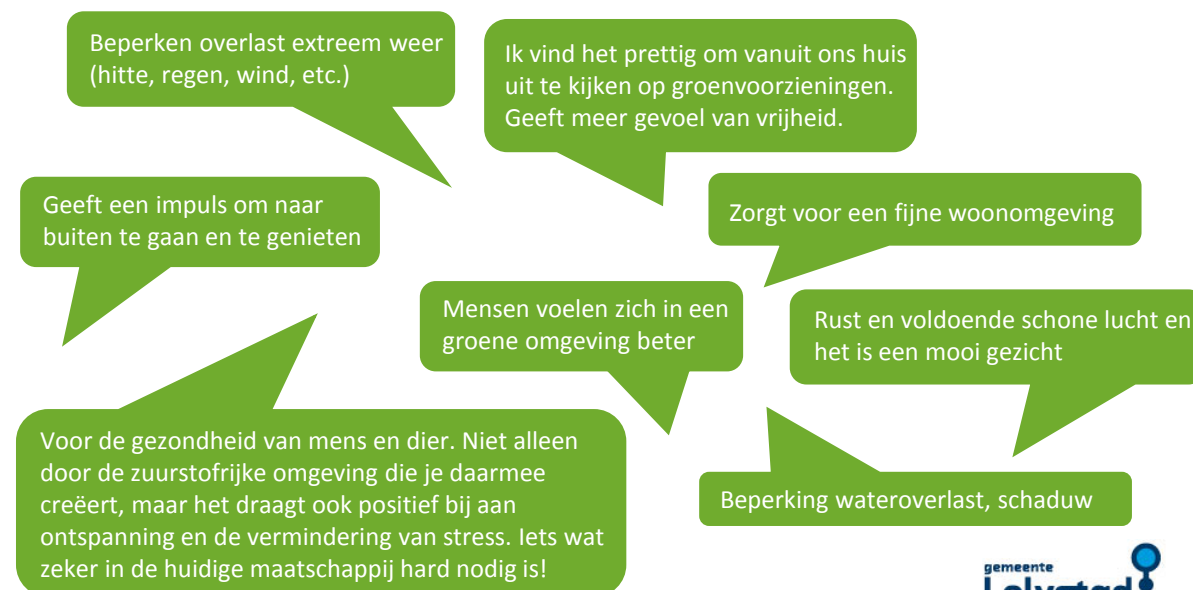 Beperken overlast extreem weer
(hitte, regen, wind, etc.)
Ik vind het prettig om vanuit ons huis
uit te kijken op groenvoorzieningen.
Geeft meer gevoel van vrijheid.
Geeft een impuls om naar
buiten te gaan en te genieten
Zorgt voor een fijne woonomgeving
Mensen voelen zich in een
groene omgeving beter
Rust en voldoende schone lucht en
het is een mooi gezicht
Voor de gezondheid van mens en dier. Niet alleen
door de zuurstofrijke omgeving die je daarmee
creëert, maar het draagt ook positief bij aan
ontspanning en de vermindering van stress. Iets wat
zeker in de huidige maatschappij hard nodig is!
Beperking wateroverlast, schaduw
gemeente
Lelystad